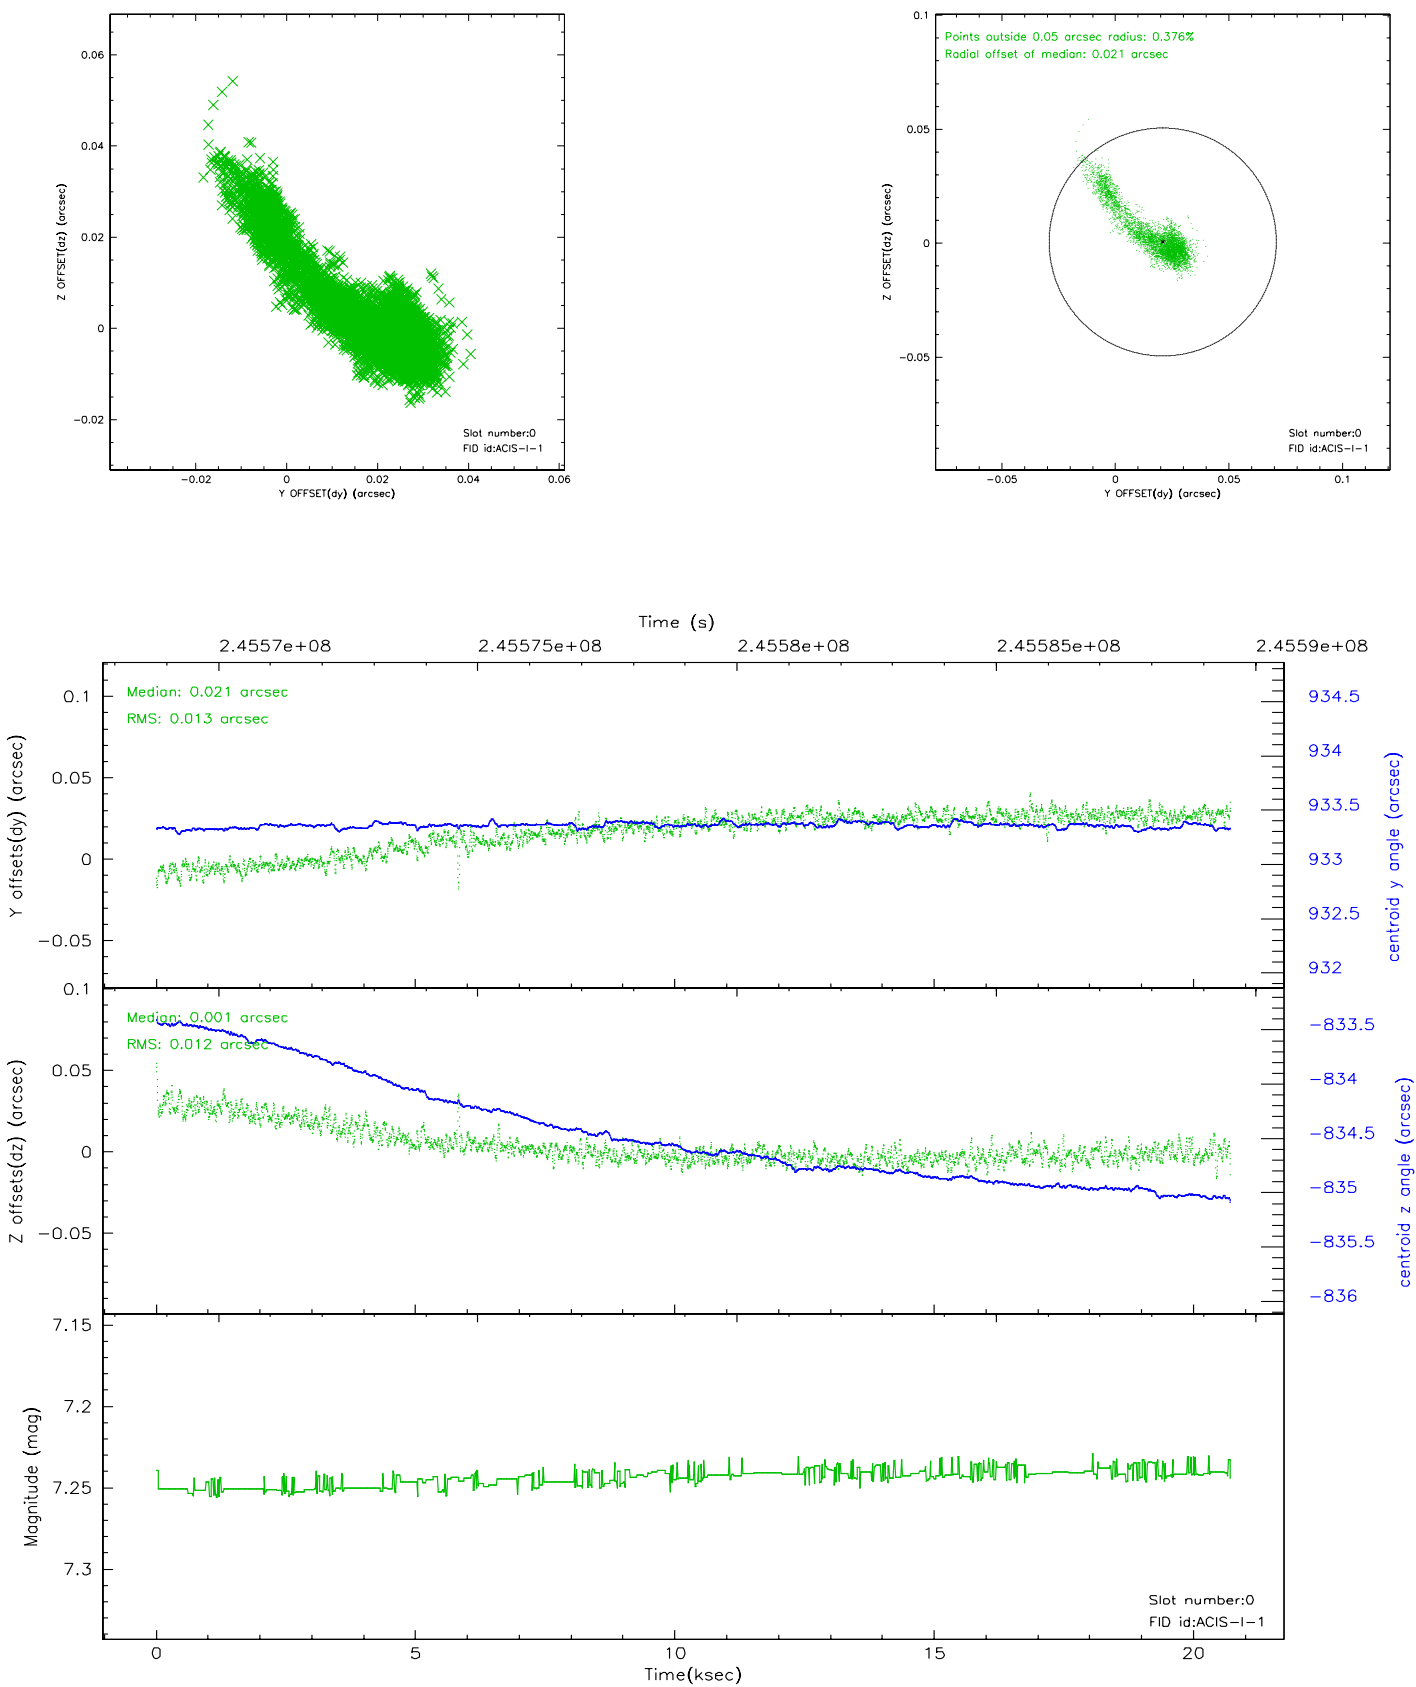 0.06
0.04
0.02
0
-0.02
Z OFFSET(dz) (arcsec)
Slot number:0
FID id:ACIS-I-1
-0.02 0 0.02 0.04 0.06
Y OFFSET(dy) (arcsec)
0.1
0.05
0
-0.05
Z OFFSET(dz) (arcsec)
Points outside 0.05 arcsec radius: 0.376%
Radial offset of median: 0.021 arcsec
Slot number:0
FID id:ACIS-I-1
-0.05 0 0.05 0.1
Y OFFSET(dy) (arcsec)
Time (s)
2.4557e+08 2.45575e+08 2.4558e+08 2.45585e+08 2.4559e+08
0.1
0.05
0
-0.05
Y offsets(dy) (arcsec)
Median: 0.021 arcsec
RMS: 0.013 arcsec
934.5
934
933.5
933
932.5
932
centroid y angle (arcsec)
0.1
0.05
0
-0.05
Z offsets(dz) (arcsec)
Median: 0.001 arcsec
RMS: 0.012 arcsec
-833.5
-834
-834.5
-835
-835.5
-836
centroid z angle (arcsec)
7.15
7.2
7.25
7.3
Magnitude (mag)
Slot number:0
FID id:ACIS-I-1
0 5 10 15 20
Time(ksec)